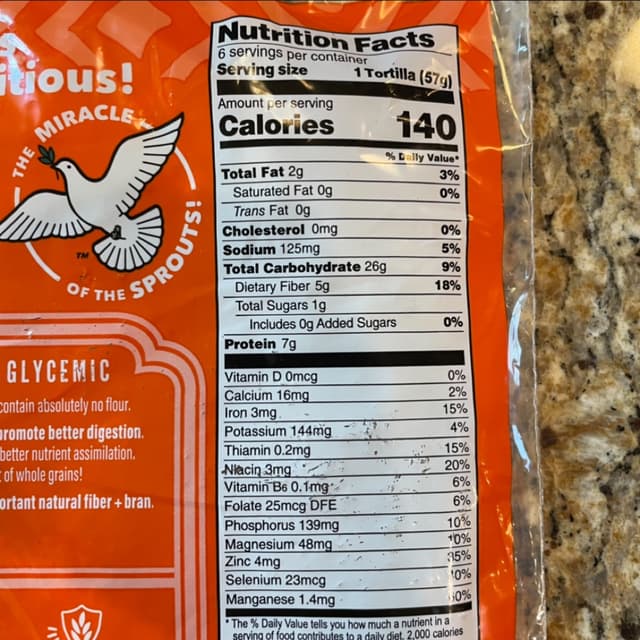 itious!
THE MIRACLE
OF THE SPROUTS!
TM
GLYCEMIC
contain absolutely no flour.
promote better digestion.
better nutrient assimilation.
of whole grains!
ortant natural fiber + bran.
Nutrition Facts
6 servings per container
Serving size 1 Tortilla (57g)
Amount per serving
Calories 140
% Daily Value*
Total Fat 2g 3%
Saturated Fat 0g 0%
Trans Fat 0g
Cholesterol 0mg 0%
Sodium 125mg 5%
Total Carbohydrate 26g 9%
Dietary Fiber 5g 18%
Total Sugars 1g
Includes 0g Added Sugars 0%
Protein 7g
Vitamin D 0mcg 0%
Calcium 16mg 2%
Iron 3mg 15%
Potassium 144mg 4%
Thiamin 0.2mg 15%
Niacin 3mg 20%
Vitamin B6 0.1mg 6%
Folate 25mcg DFE 6%
Phosphorus 139mg 10%
Magnesium 48mg 10%
Zinc 4mg 35%
Selenium 23mcg
Manganese 1.4mg
* The % Daily Value tells you how much a nutrient in a
serving of food contributes to a daily diet. 2,000 calories